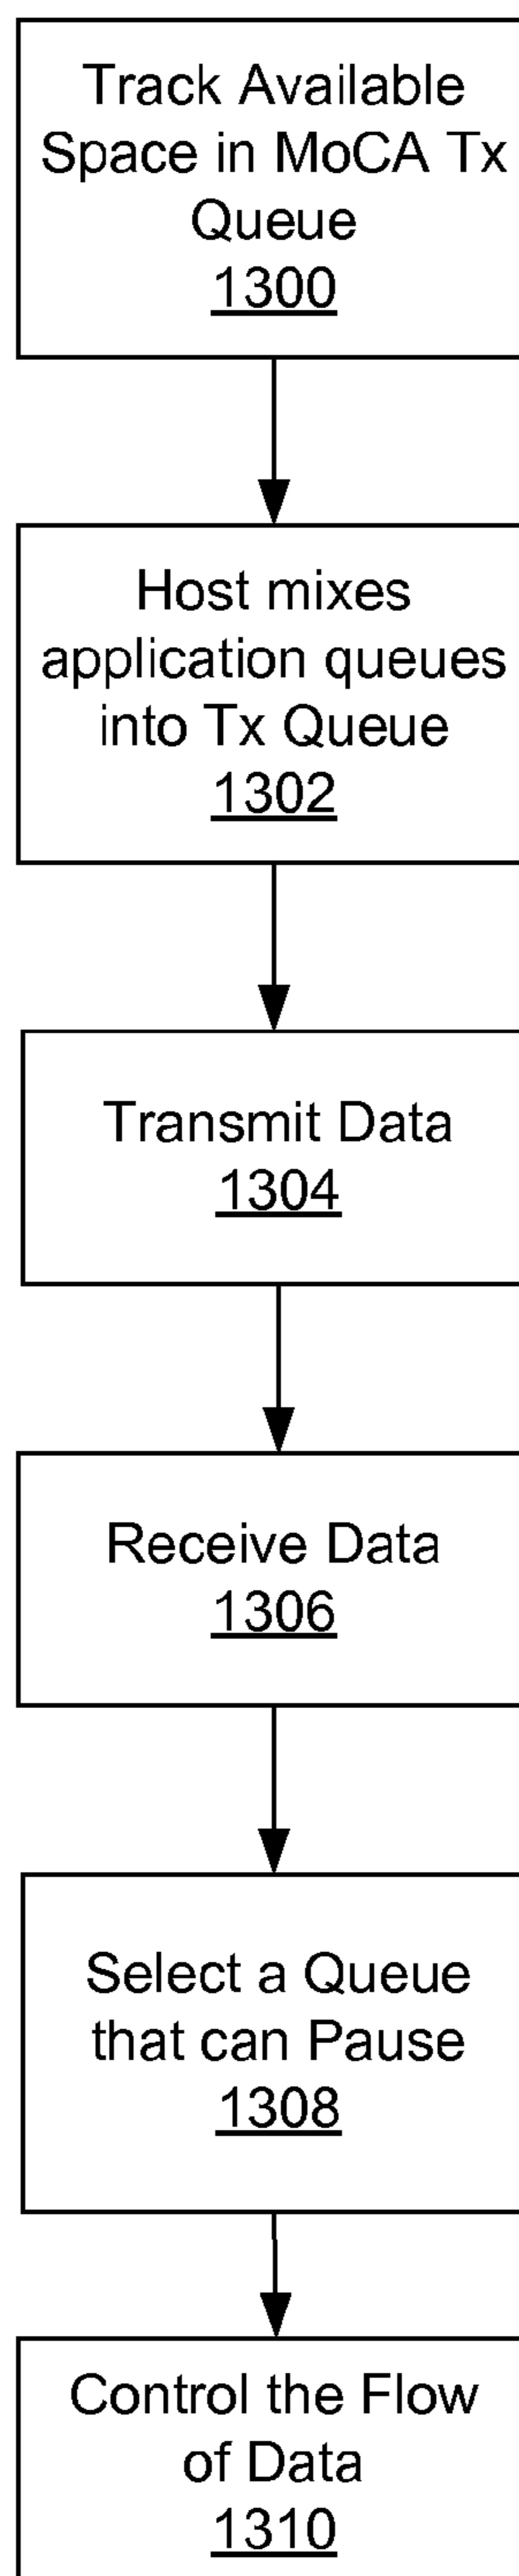 Track Available
Space in MoCA Tx
Queue
1300
Host mixes
application queues
into Tx Queue
1302
Transmit Data
1304
Receive Data
1306
Select a Queue
that can Pause
1308
Control the Flow
of Data
1310